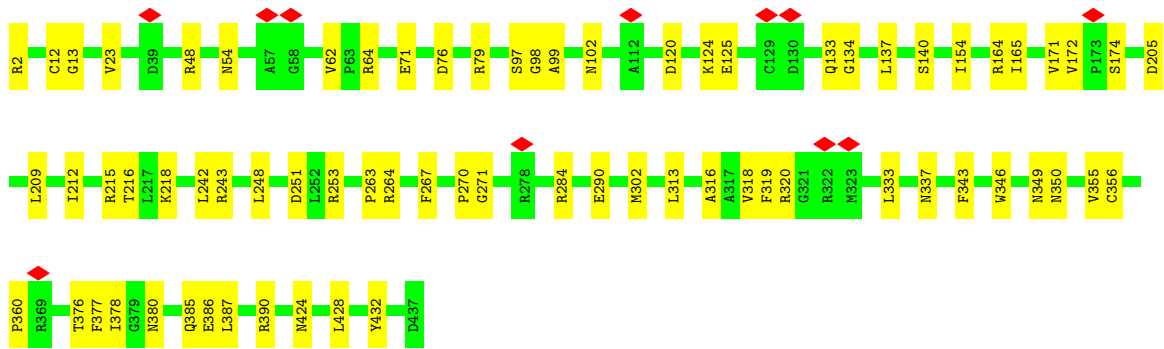 R2 C12 G13 V23 D39 R48 N54 A57 G58 V62 P63 R64 E71 D76 R79 S97 G98 A99 N102 A112 D120 K124 E125 C129 D130 Q133 G134 L137 S140 I154 R164 I165 V171 V172 P173 S174 D205
L209 I212 R215 T216 L217 K218 L242 R243 L248 D251 L252 R253 P263 R264 F267 P270 G271 R278 R284 E290 M302 L313 A316 A317 V318 F319 R320 G321 R322 M323 L333 N337 F343 W346 N349 N350 V355 C356
P360 R369 T376 F377 I378 G379 N380 Q385 E386 L387 R390 N424 L428 Y432 D437